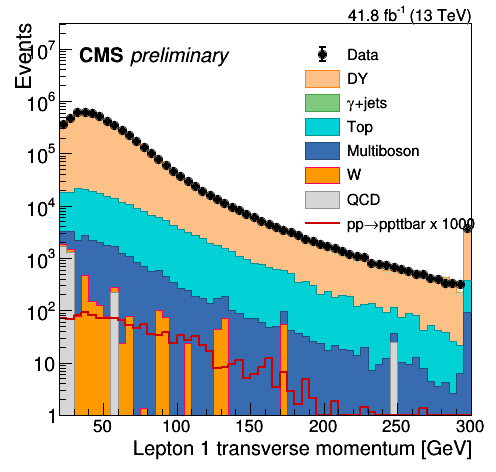 41.8 fb⁻¹ (13 TeV)
Events
CMS preliminary
Data
DY
γ+jets
Top
Multiboson
W
QCD
pp→ppttbar x 1000
10⁷
10⁶
10⁵
10⁴
10³
10²
10
1
50 100 150 200 250 300
Lepton 1 transverse momentum [GeV]